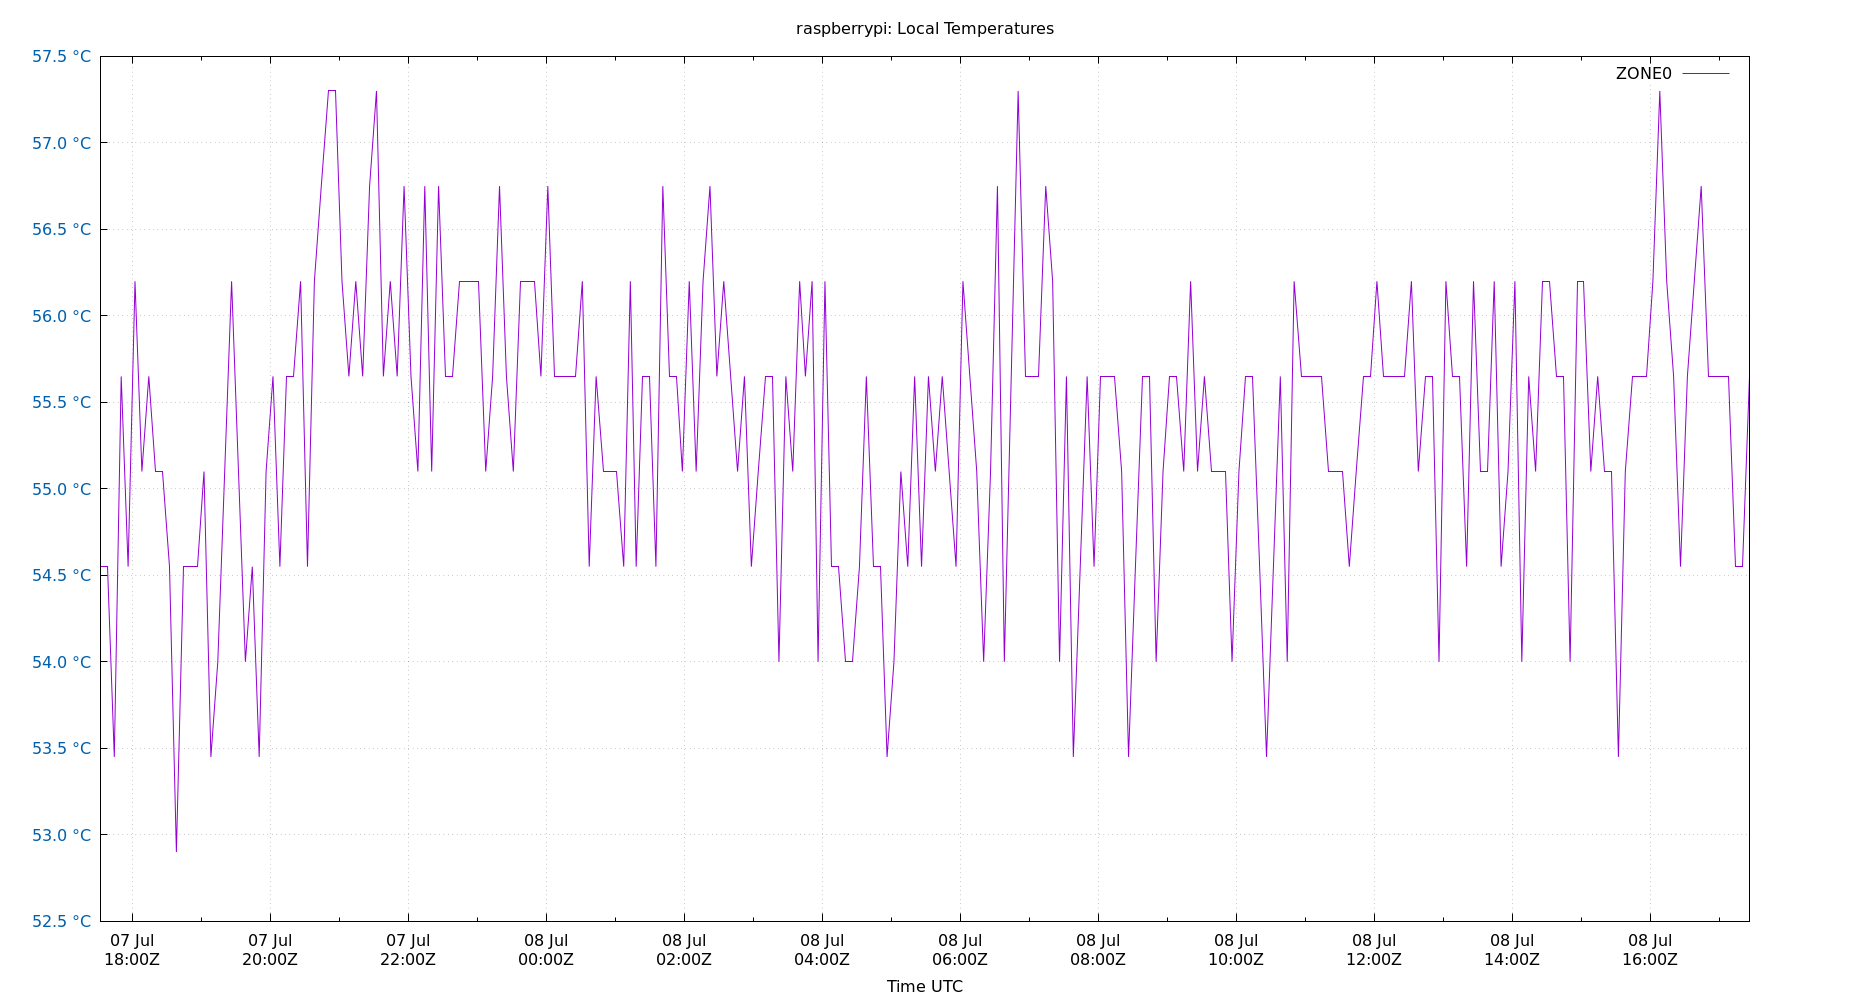 raspberrypi: Local Temperatures
57.5 °C
ZONE0
57.0 °C
56.5 °C
56.0 °C
55.5 °C
55.0 °C
54.5 °C
54.0 °C
53.5 °C
53.0 °C
52.5 °C
07 Jul 07 Jul 07 Jul 08 Jul 08 Jul 08 Jul 08 Jul 08 Jul 08 Jul 08 Jul 08 Jul 08 Jul
18:00Z 20:00Z 22:00Z 00:00Z 02:00Z 04:00Z 06:00Z 08:00Z 10:00Z 12:00Z 14:00Z 16:00Z
Time UTC